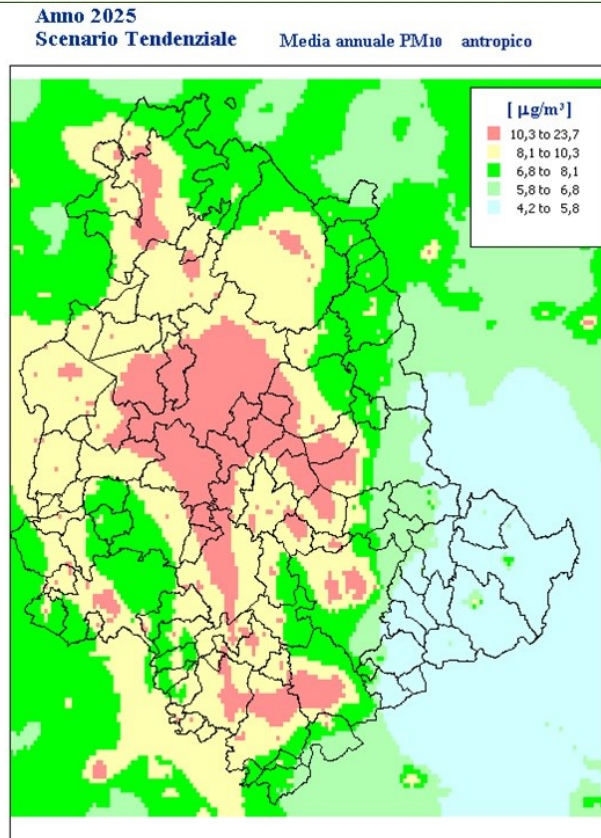 Anno 2025
Scenario Tendenziale Media annuale PM10 antropico
[ µg/m³]
10,3 to 23,7
8,1 to 10,3
6,8 to 8,1
5,8 to 6,8
4,2 to 5,8